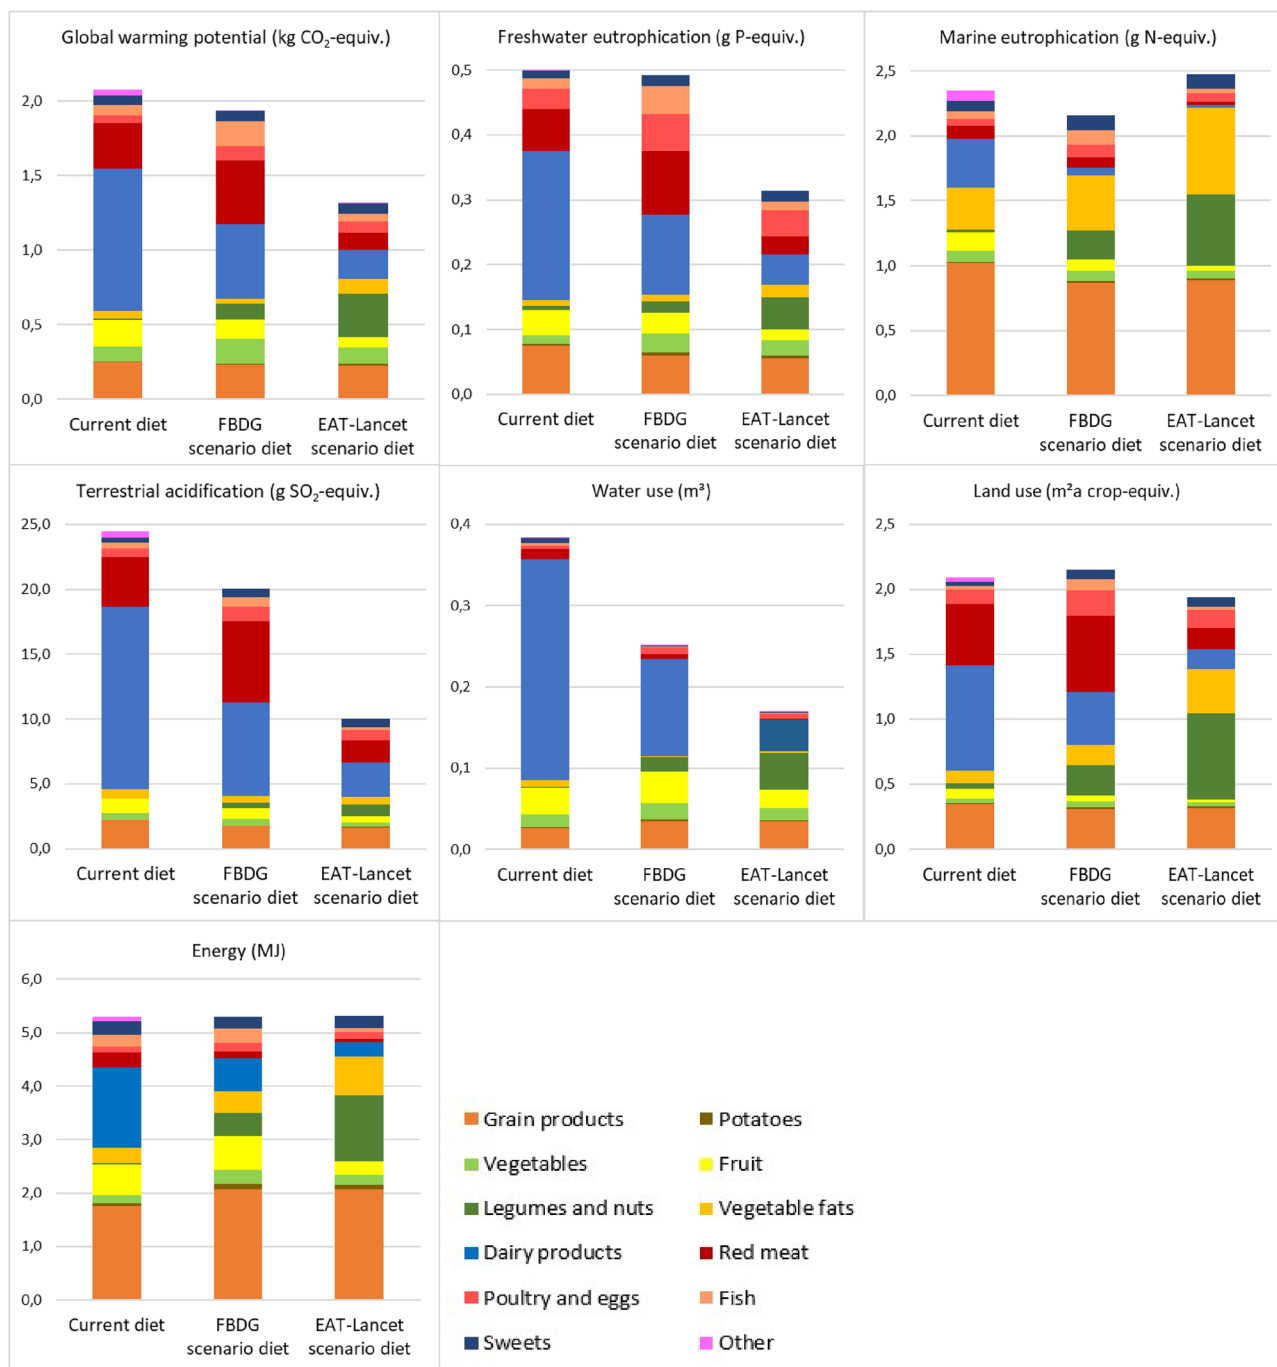 Global warming potential (kg CO₂-equiv.)
2,0
1,5
1,0
0,5
0,0
Current diet
FBDG
scenario diet
EAT-Lancet
scenario diet
Freshwater eutrophication (g P-equiv.)
0,5
0,4
0,3
0,2
0,1
0,0
Current diet
FBDG
scenario diet
EAT-Lancet
scenario diet
Marine eutrophication (g N-equiv.)
2,5
2,0
1,5
1,0
0,5
0,0
Current diet
FBDG
scenario diet
EAT-Lancet
scenario diet
Terrestrial acidification (g SO₂-equiv.)
25,0
20,0
15,0
10,0
5,0
0,0
Current diet
FBDG
scenario diet
EAT-Lancet
scenario diet
Water use (m³)
0,4
0,3
0,2
0,1
0,0
Current diet
FBDG
scenario diet
EAT-Lancet
scenario diet
Land use (m²a crop-equiv.)
2,5
2,0
1,5
1,0
0,5
0,0
Current diet
FBDG
scenario diet
EAT-Lancet
scenario diet
Energy (MJ)
6,0
5,0
4,0
3,0
2,0
1,0
0,0
Current diet
FBDG
scenario diet
EAT-Lancet
scenario diet
Grain products
Potatoes
Vegetables
Fruit
Legumes and nuts
Vegetable fats
Dairy products
Red meat
Poultry and eggs
Fish
Sweets
Other